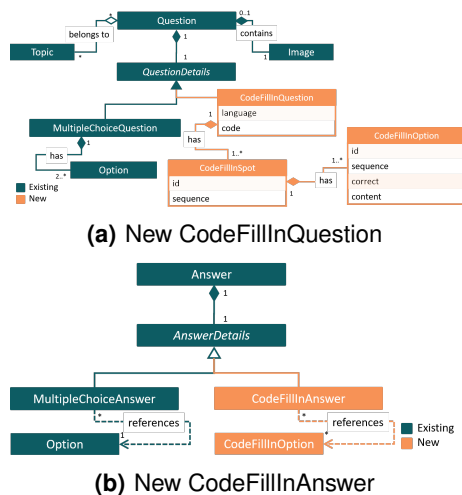 Question
* 0..1
belongs to
contains
1
Topic
*
1
Image
1
QuestionDetails
CodeFillInQuestion
language
code
MultipleChoiceQuestion
1
has
1
has
CodeFillInOption
id
sequence
correct
content
Option
2..*
1..*
1..*
CodeFillInSpot
id
sequence
1
has
Existing
New
(a) New CodeFillInQuestion
Answer
1
1
AnswerDetails
MultipleChoiceAnswer
CodeFillInAnswer
*
references
*
references
Option
1
CodeFillInOption
1
Existing
New
(b) New CodeFillInAnswer